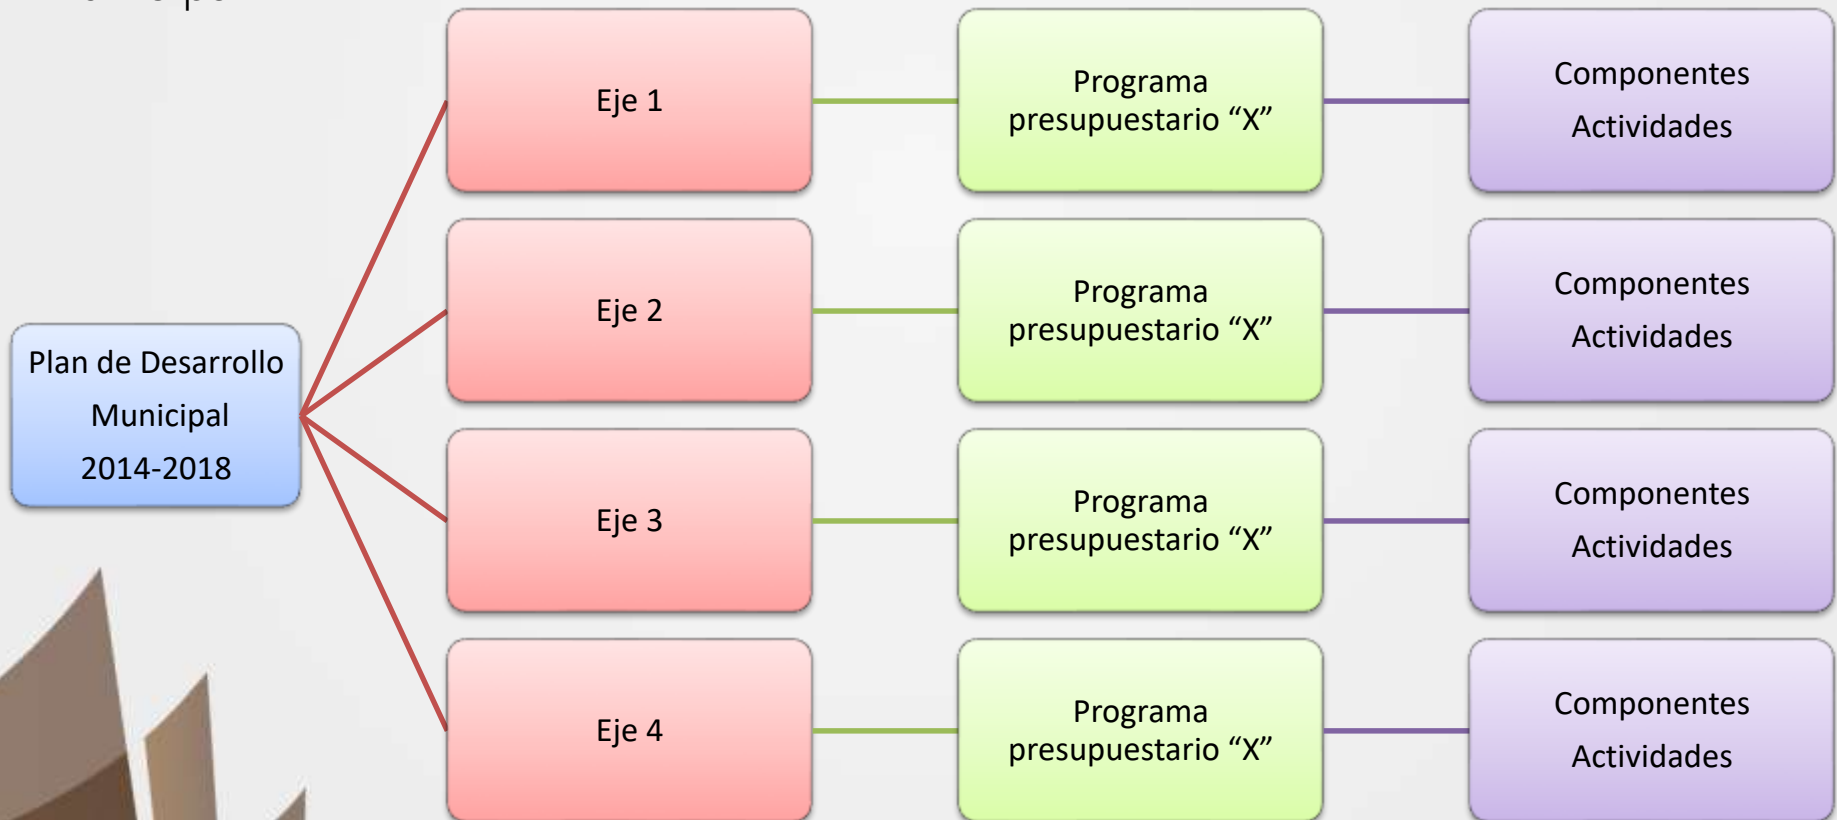 Eje 1
Programa
presupuestario “X”
Componentes
Actividades
Eje 2
Programa
presupuestario “X”
Componentes
Actividades
Plan de Desarrollo
Municipal
2014-2018
Eje 3
Programa
presupuestario “X”
Componentes
Actividades
Eje 4
Programa
presupuestario “X”
Componentes
Actividades